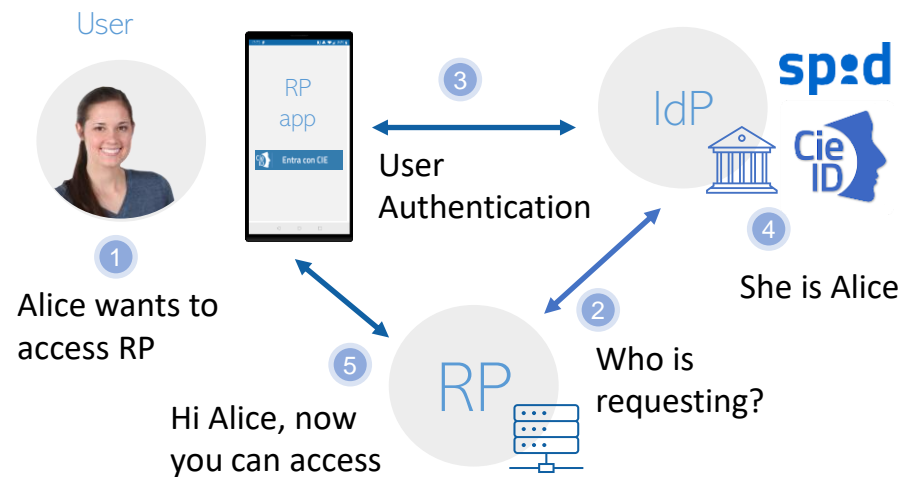 User
RP
app
Entra con CIE
3
User
Authentication
IdP
spid
Cie
ID
4
She is Alice
1
Alice wants to
access RP
2
Who is
requesting?
5
Hi Alice, now
you can access
RP